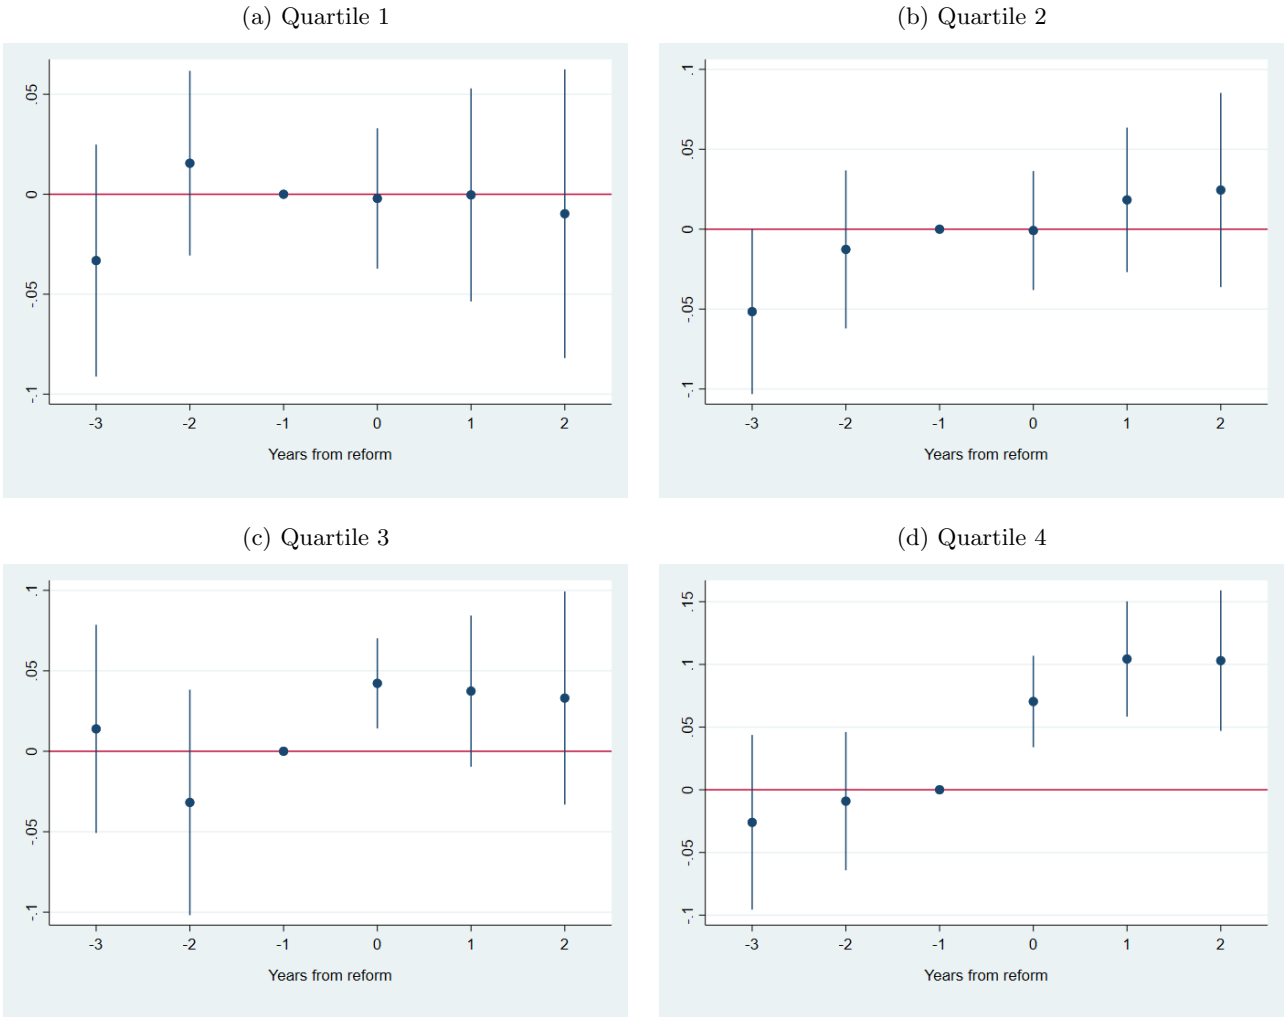 (a) Quartile 1
.05
0
-.05
-.1
-3 -2 -1 0 1 2
Years from reform
(b) Quartile 2
.1
.05
0
-.05
-.1
-3 -2 -1 0 1 2
Years from reform
(c) Quartile 3
.1
.05
0
-.05
-.1
-3 -2 -1 0 1 2
Years from reform
(d) Quartile 4
.15
.1
.05
0
-.05
-.1
-3 -2 -1 0 1 2
Years from reform